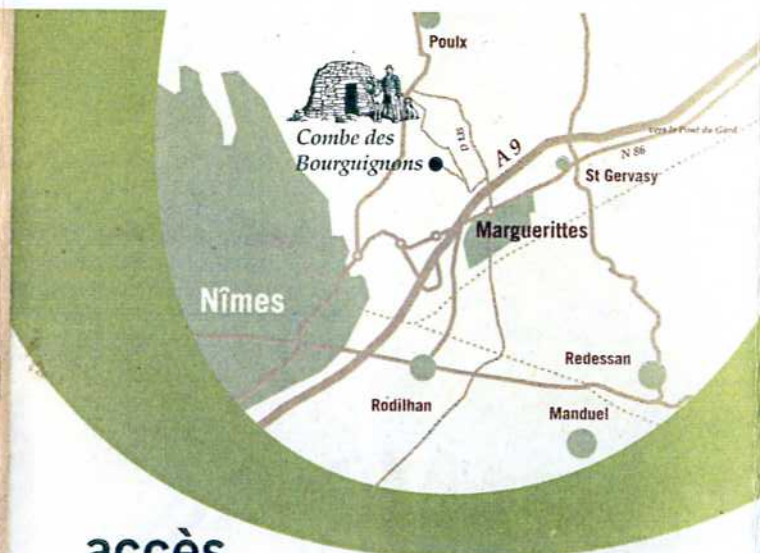 Poulx
Combe des
Bourguignons
D 135
A 9
vers le Pont du Gard
N 86
St Gervasy
Marguerittes
Nîmes
Redessan
Rodilhan
Manduel
accès